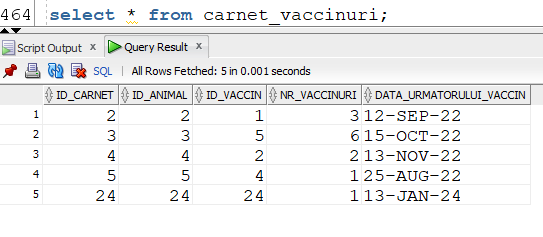 464 select * from carnet_vaccinuri;
Script Output x Query Result x
SQL | All Rows Fetched: 5 in 0.001 seconds
ID_CARNET ID_ANIMAL ID_VACCIN NR_VACCINURI DATA_URMATORULUI_VACCIN
1 2 2 1 3 12-SEP-22
2 3 3 5 6 15-OCT-22
3 4 4 2 2 13-NOV-22
4 5 5 4 1 25-AUG-22
5 24 24 24 1 13-JAN-24